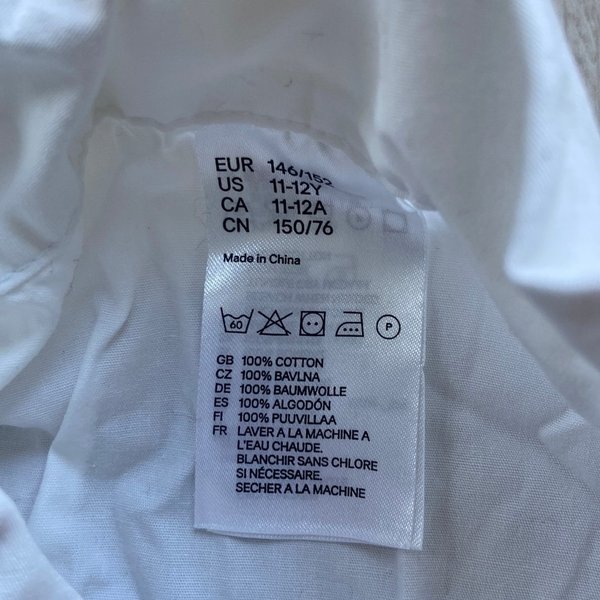 EUR 146/152
US 11-12Y
CA 11-12A
CN 150/76
Made in China
60
P
GB 100% COTTON
CZ 100% BAVLNA
DE 100% BAUMWOLLE
ES 100% ALGODÓN
FI 100% PUUVILLAA
FR LAVER A LA MACHINE A
L'EAU CHAUDE.
BLANCHIR SANS CHLORE
SI NÉCESSAIRE.
SECHER A LA MACHINE